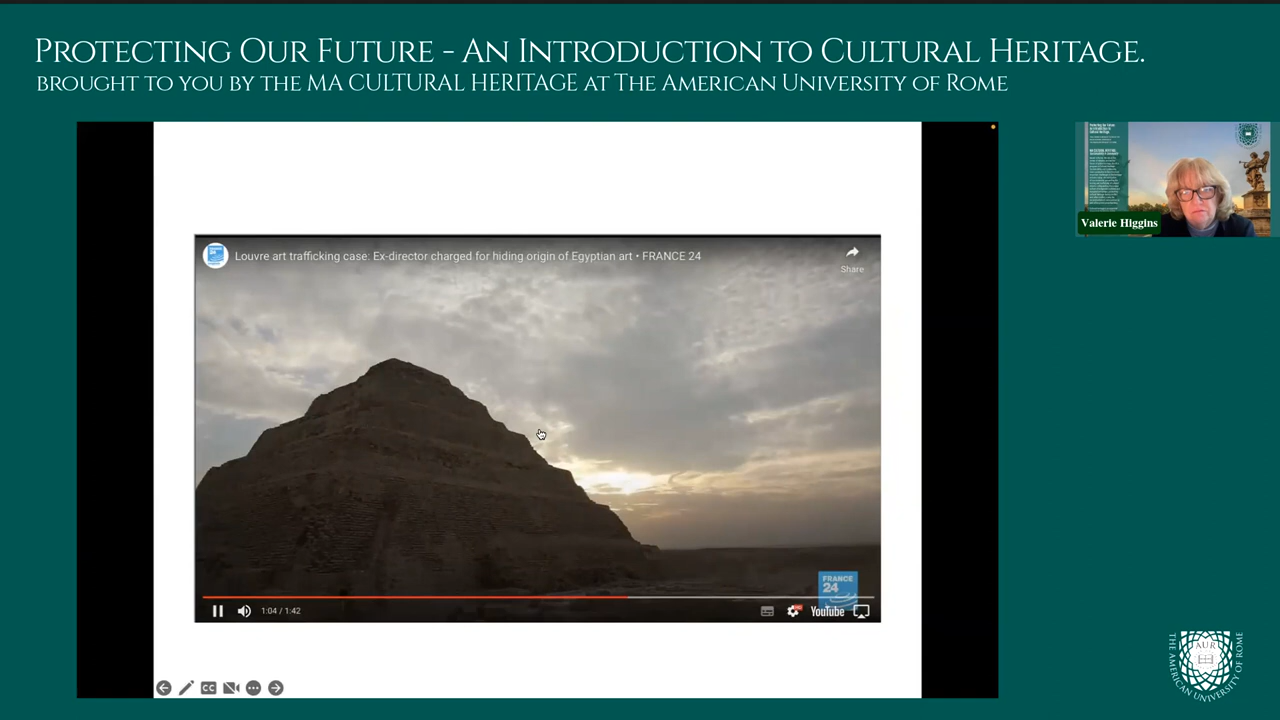 PROTECTING OUR FUTURE - AN INTRODUCTION TO CULTURAL HERITAGE.
BROUGHT TO YOU BY THE MA CULTURAL HERITAGE AT THE AMERICAN UNIVERSITY OF ROME
Louvre art trafficking case: Ex-director charged for hiding origin of Egyptian art • FRANCE 24
Share
Valerie Higgins
FRANCE
24
1:04 / 1:42
YouTube
CC
AUR
THE AMERICAN UNIVERSITY OF ROME